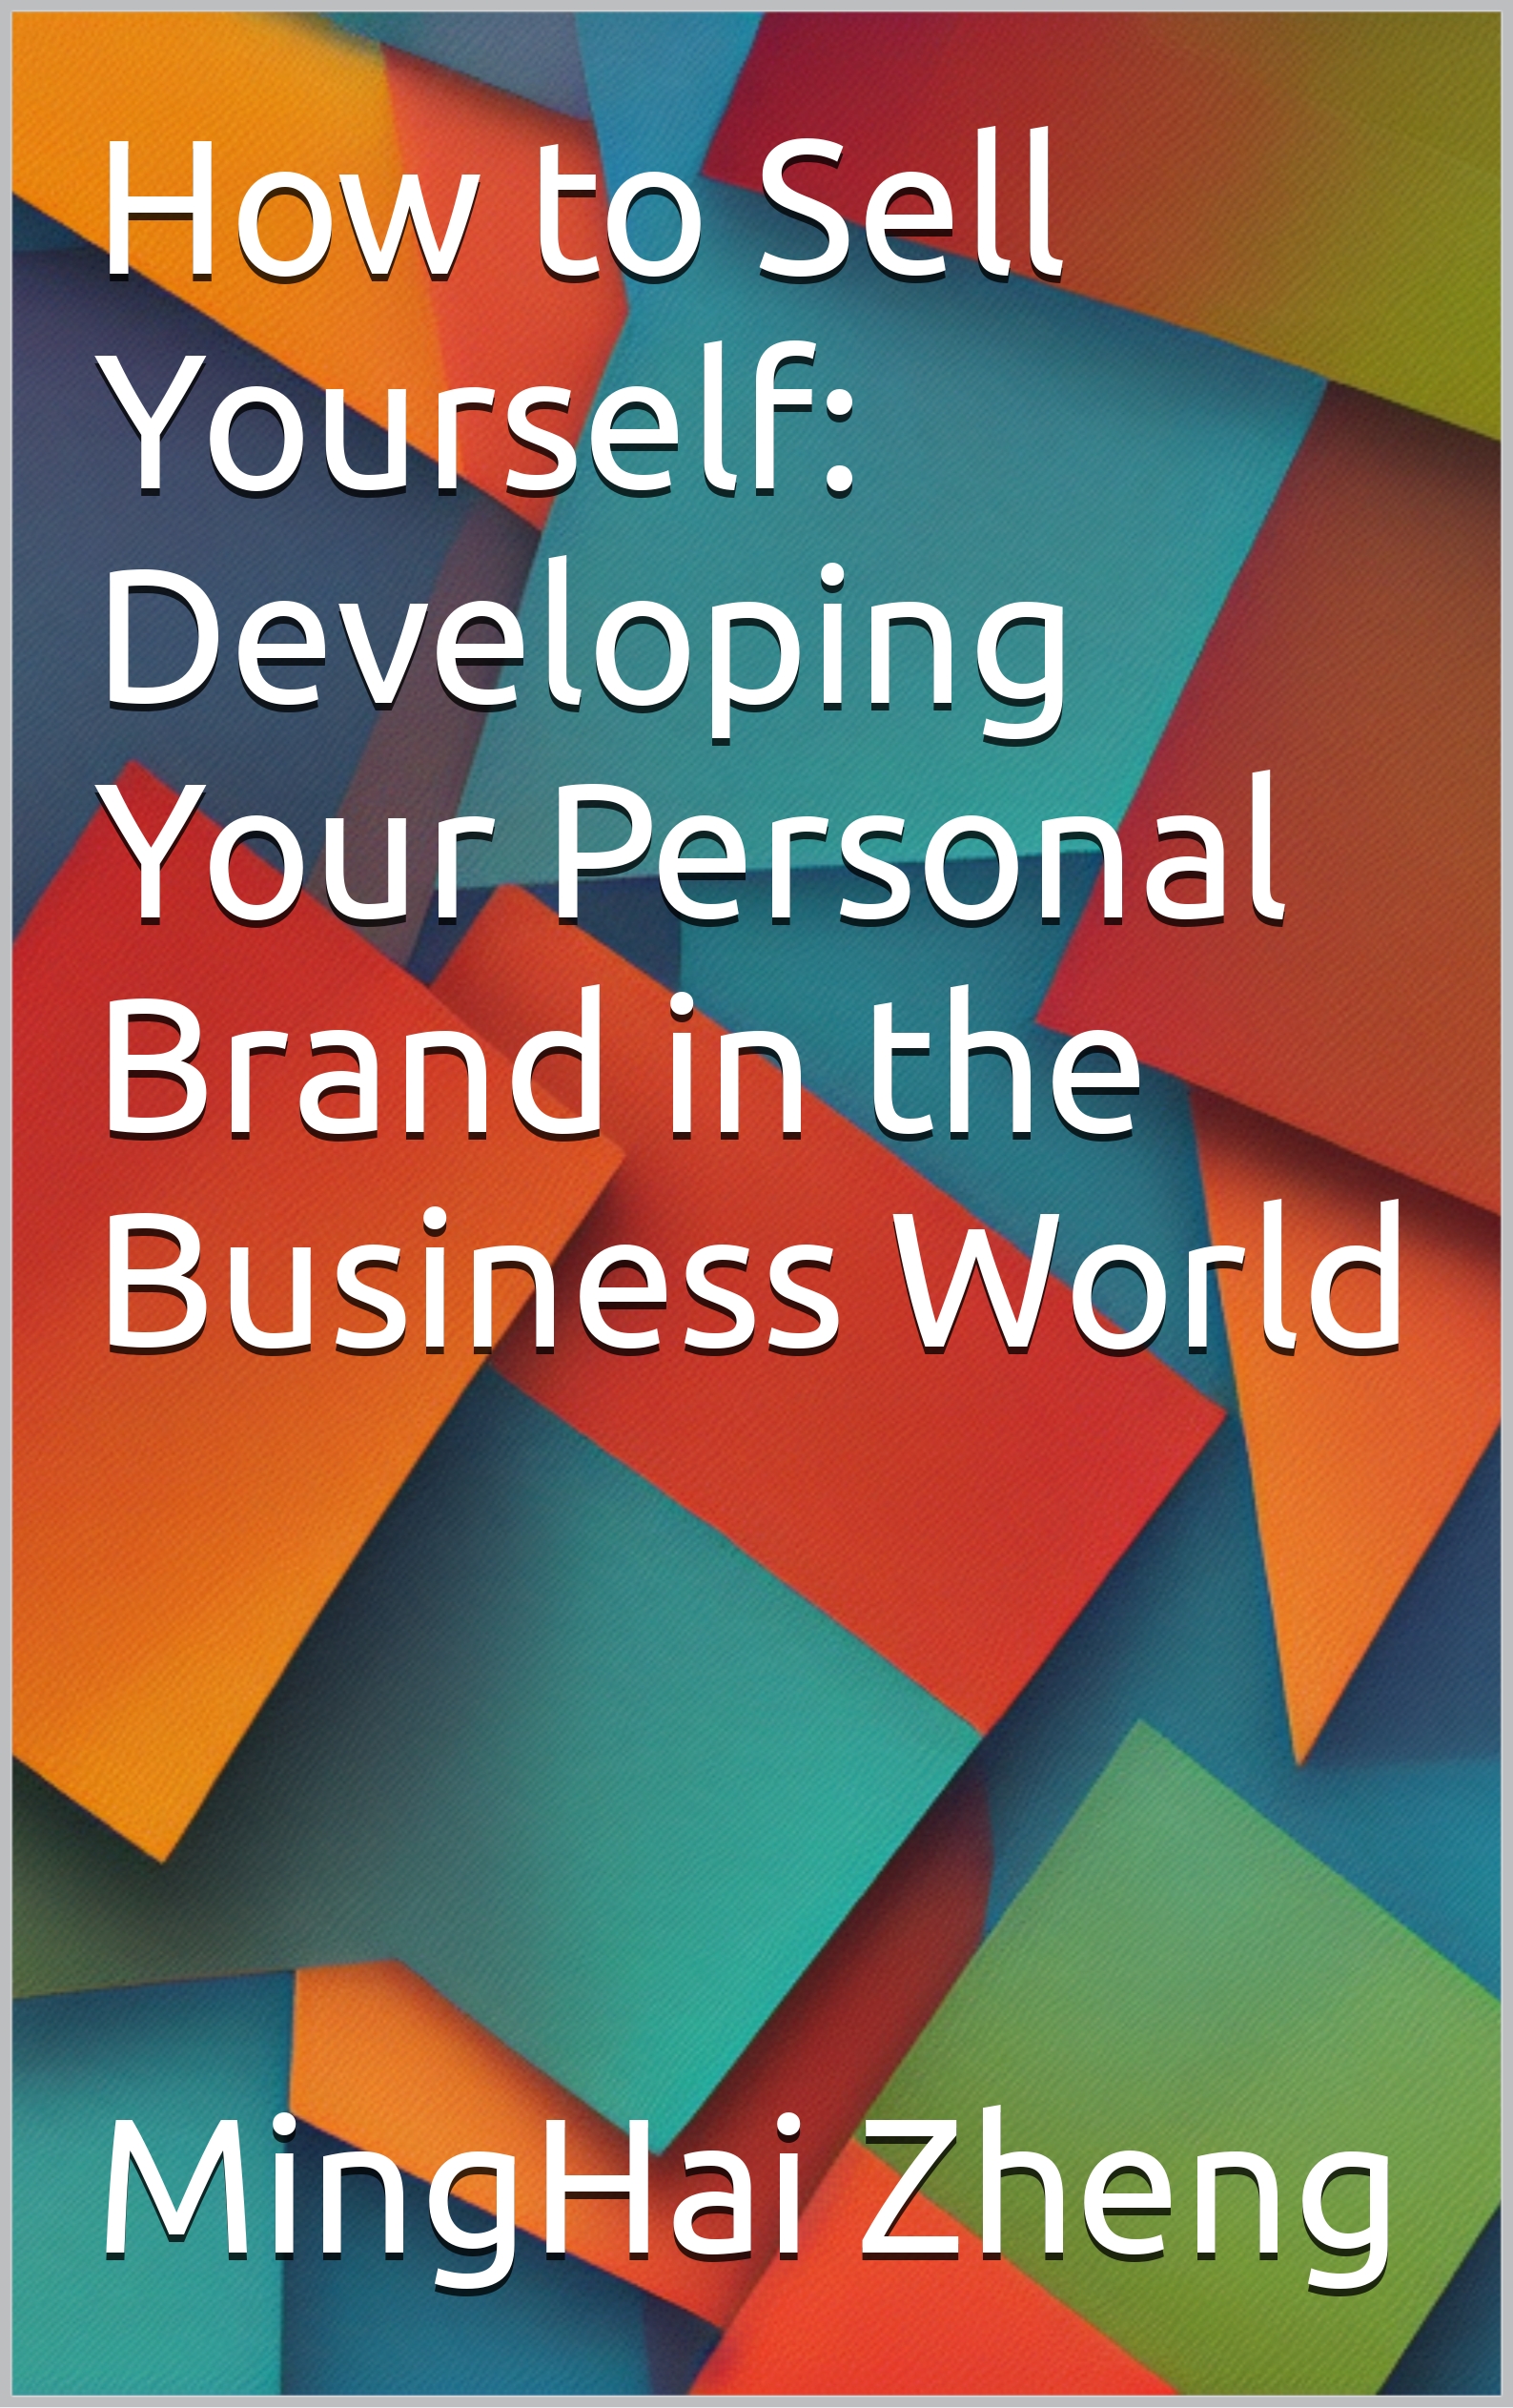 How to Sell
Yourself:
Developing
Your Personal
Brand in the
Business World
MingHai Zheng